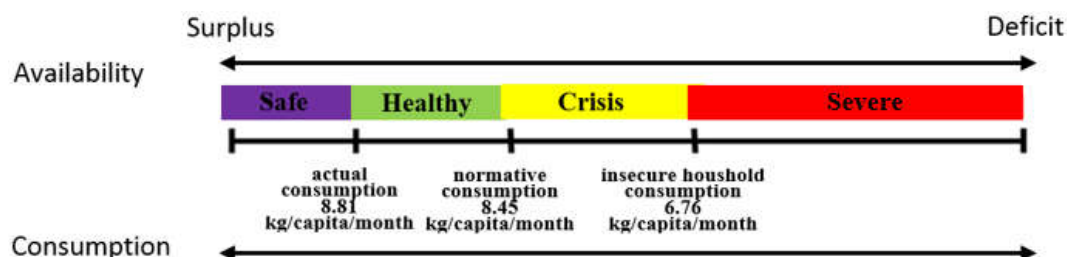 Surplus
Deficit
Availability
Safe
Healthy
Crisis
Severe
actual
consumption
8.81
kg/capita/month
normative
consumption
8.45
kg/capita/month
insecure houshold
consumption
6.76
kg/capita/month
Consumption